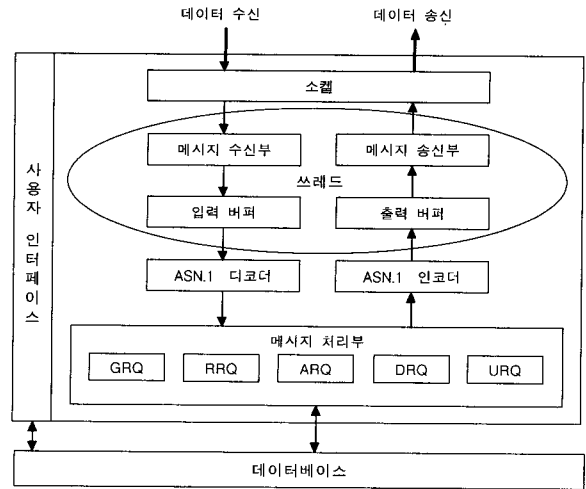 데이터 수신
데이터 송신
소켙
메시지 수신부
메시지 송신부
쓰레드
입력 버퍼
출력 버퍼
ASN.1 디코더
ASN.1 인코더
사용자 인터페이스
메시지 처리부
GRQ
RRQ
ARQ
DRQ
URQ
데이터베이스